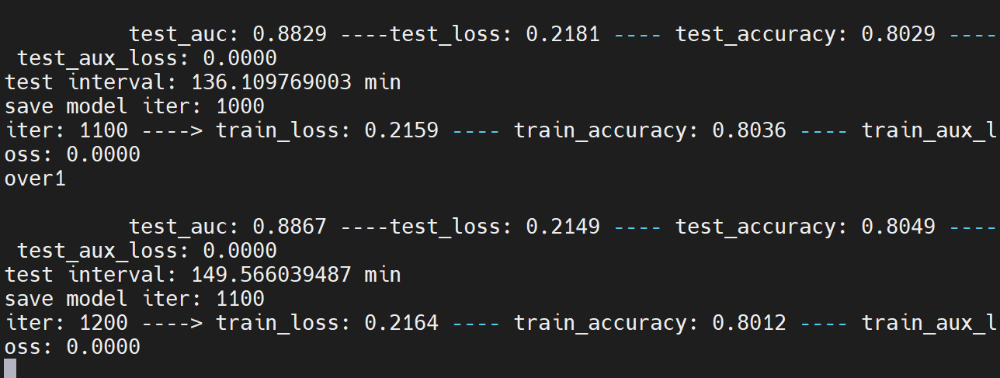 test_auc: 0.8829 ----test_loss: 0.2181 ---- test_accuracy: 0.8029 ----
test_aux_loss: 0.0000
test interval: 136.109769003 min
save model iter: 1000
iter: 1100 ----> train_loss: 0.2159 ---- train_accuracy: 0.8036 ---- train_aux_l
oss: 0.0000
over1
test_auc: 0.8867 ----test_loss: 0.2149 ---- test_accuracy: 0.8049 ----
test_aux_loss: 0.0000
test interval: 149.566039487 min
save model iter: 1100
iter: 1200 ----> train_loss: 0.2164 ---- train_accuracy: 0.8012 ---- train_aux_l
oss: 0.0000